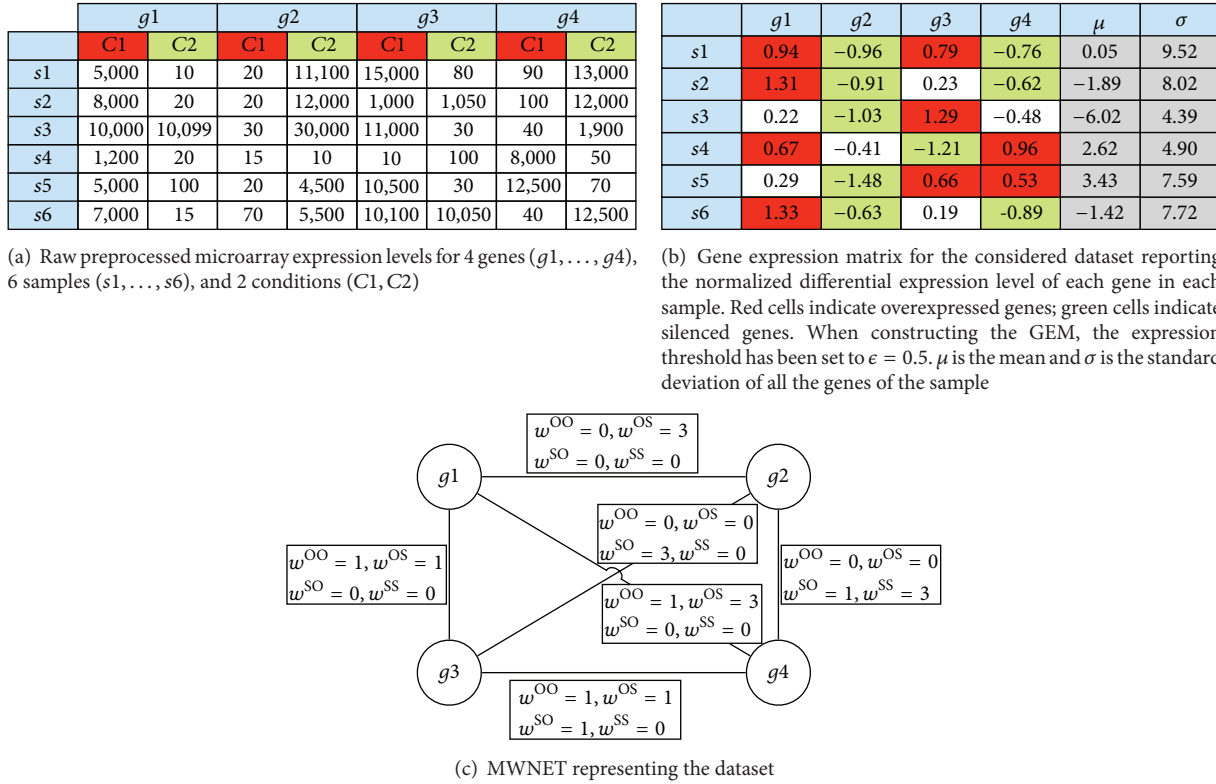 g1 g2 g3 g4
C1 C2 C1 C2 C1 C2 C1 C2
s1 5,000 10 20 11,100 15,000 80 90 13,000
s2 8,000 20 20 12,000 1,000 1,050 100 12,000
s3 10,000 10,099 30 30,000 11,000 30 40 1,900
s4 1,200 20 15 10 10 100 8,000 50
s5 5,000 100 20 4,500 10,500 30 12,500 70
s6 7,000 15 70 5,500 10,100 10,050 40 12,500
(a) Raw preprocessed microarray expression levels for 4 genes (g1, . . . , g4),
6 samples (s1, . . . , s6), and 2 conditions (C1, C2)
g1 g2 g3 g4 μ σ
s1 0.94 −0.96 0.79 −0.76 0.05 9.52
s2 1.31 −0.91 0.23 −0.62 −1.89 8.02
s3 0.22 −1.03 1.29 −0.48 −6.02 4.39
s4 0.67 −0.41 −1.21 0.96 2.62 4.90
s5 0.29 −1.48 0.66 0.53 3.43 7.59
s6 1.33 −0.63 0.19 -0.89 −1.42 7.72
(b) Gene expression matrix for the considered dataset reporting
the normalized differential expression level of each gene in each
sample. Red cells indicate overexpressed genes; green cells indicate
silenced genes. When constructing the GEM, the expression
threshold has been set to ϵ = 0.5. μ is the mean and σ is the standard
deviation of all the genes of the sample
w^OO = 0, w^OS = 3
w^SO = 0, w^SS = 0
g1
g2
w^OO = 0, w^OS = 0
w^SO = 3, w^SS = 0
w^OO = 1, w^OS = 1
w^SO = 0, w^SS = 0
w^OO = 0, w^OS = 0
w^SO = 1, w^SS = 3
w^OO = 1, w^OS = 3
w^SO = 0, w^SS = 0
g3
g4
w^OO = 1, w^OS = 1
w^SO = 1, w^SS = 0
(c) MWNET representing the dataset